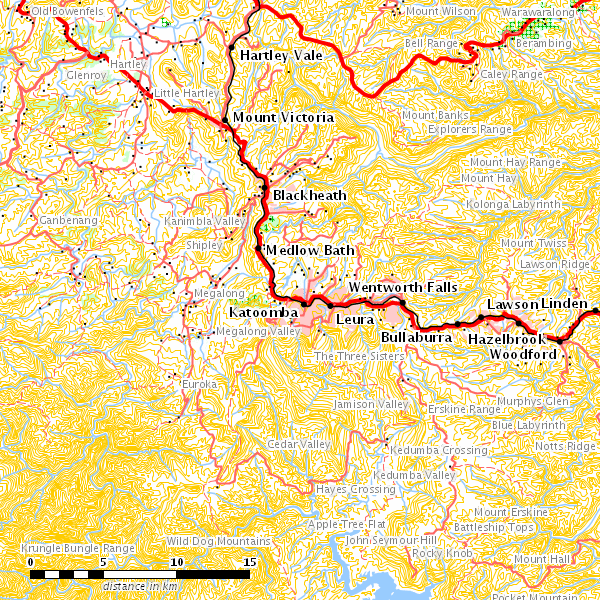 Old Bowenfels
Mount Wilson
Warawaralong
Bell Range
Berambing
Hartley Vale
Hartley
Glenroy
Caley Range
Little Hartley
Mount Victoria
Mount Banks
Explorers Range
Mount Hay Range
Mount Hay
Blackheath
Kolonga Labyrinth
Ganbenang
Kanimbla Valley
Shipley
Medlow Bath
Mount Twiss
Lawson Ridge
Wentworth Falls
Megalong
Katoomba
Leura
Lawson
Linden
Megalong Valley
Bullaburra
Hazelbrook
Woodford
The Three Sisters
Euroka
Jamison Valley
Erskine Range
Murphys Glen
Blue Labyrinth
Cedar Valley
Kedumba Crossing
Notts Ridge
Kedumba Valley
Hayes Crossing
Mount Erskine
Apple Tree Flat
Battleship Tops
Krungle Bungle Range
Wild Dog Mountains
John Seymour Hill
Rocky Knob
Mount Hall
0 5 10 15
distance in km
Pocket Mountain